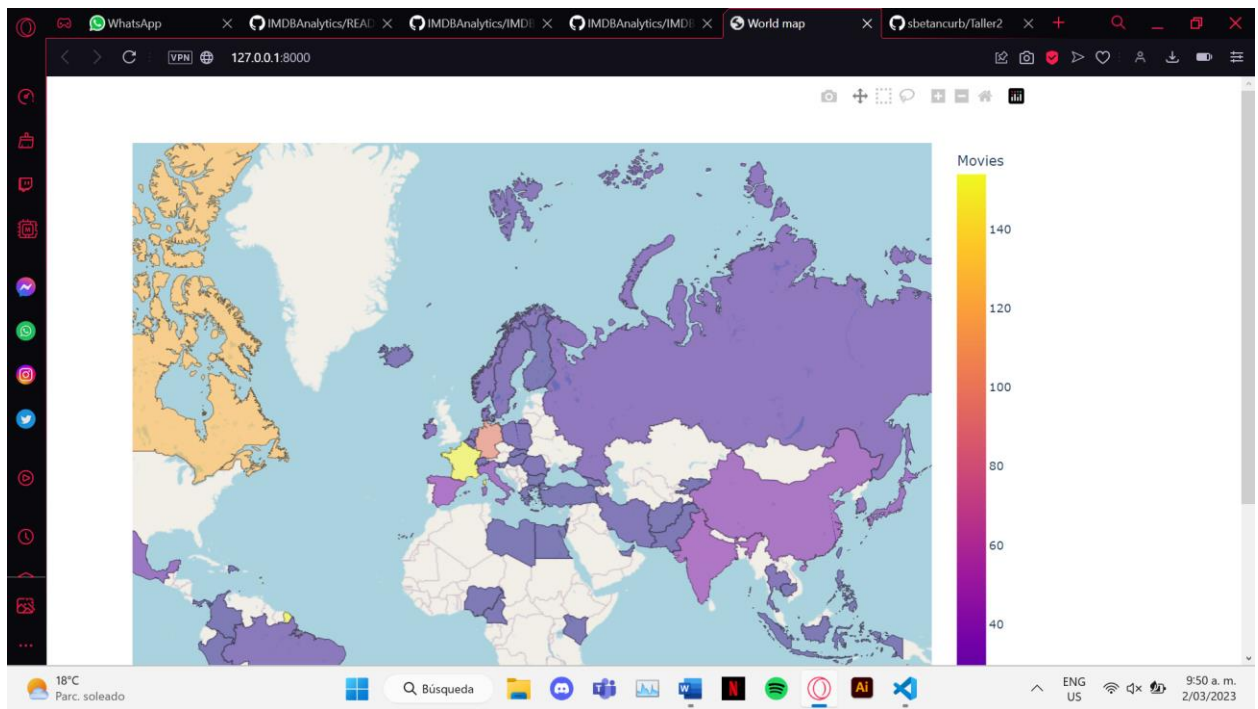 WhatsApp
IMDBAnalytics/READ
IMDBAnalytics/IMDB
IMDBAnalytics/IMDB
World map
sbetancurb/Taller2
VPN
127.0.0.1:8000
Movies
140
120
100
80
60
40
18°C
Parc. soleado
Búsqueda
ENG
US
9:50 a. m.
2/03/2023